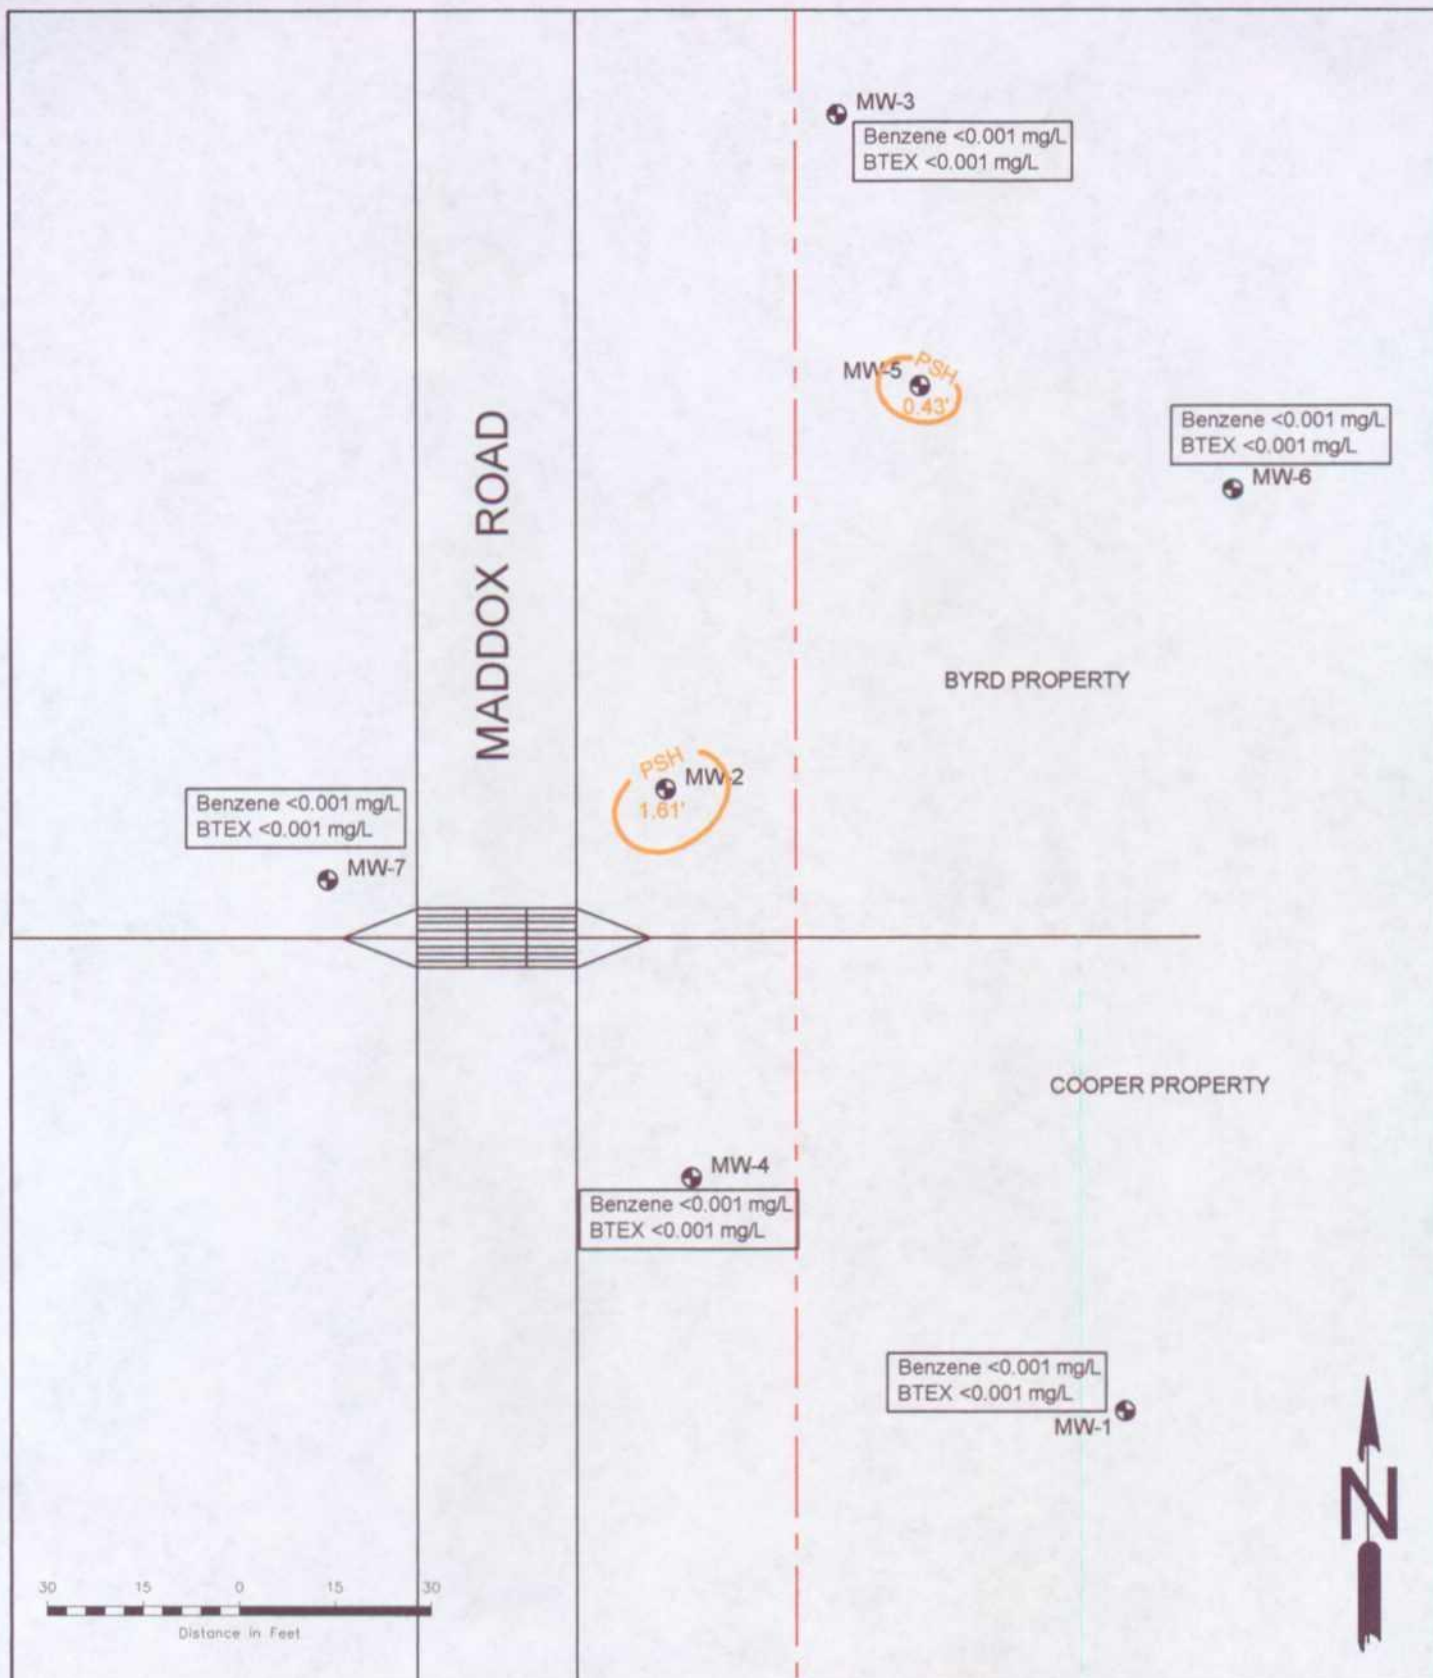 MW-3
Benzene <0.001 mg/L
BTEX <0.001 mg/L
MW-5
PSH
0.43'
Benzene <0.001 mg/L
BTEX <0.001 mg/L
MW-6
MADDOX ROAD
BYRD PROPERTY
PSH
MW-2
1.61'
Benzene <0.001 mg/L
BTEX <0.001 mg/L
MW-7
COOPER PROPERTY
MW-4
Benzene <0.001 mg/L
BTEX <0.001 mg/L
Benzene <0.001 mg/L
BTEX <0.001 mg/L
MW-1
N
30 15 0 15 30
Distance in Feet